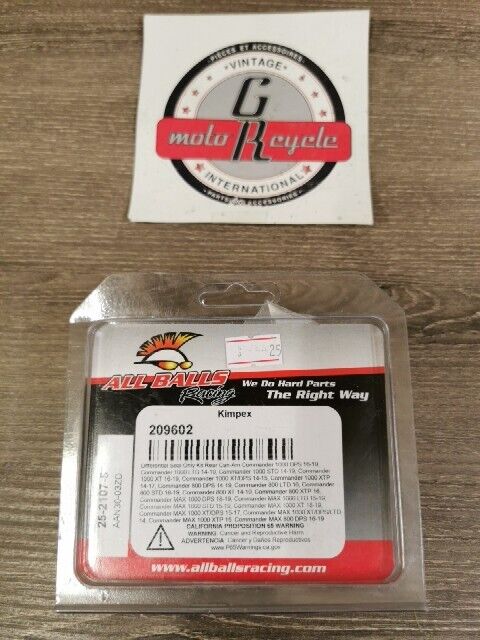 • PIÈCES ET ACCESSOIRES •
• VINTAGE •
G
moto R cycle
INTERNATIONAL
• PARTS AND ACCESSORIES •
ALL BALLS
Racing
We Do Hard Parts
The Right Way
25
Kimpex
209602
25-2107-5
Differential Seal Only Kit Rear Can-Am Commander 1000 DPS 16-19,
Commander 1000 LTD 14-19, Commander 1000 STD 14-19, Commander
1000 XT 16-19, Commander 1000 XT/DPS 14-15, Commander 1000 XTP
14-17, Commander 800 DPS 14-19, Commander 800 LTD 16, Commander
800 STD 16-19, Commander 800 XT 14-19, Commander 800 XTP 16,
Commander MAX 1000 DPS 16-19, Commander MAX 1000 LTD 15-19,
Commander MAX 1000 STD 15-19, Commander MAX 1000 XT 16-19,
Commander MAX 1000 XT/DPS 15-17, Commander MAX 1000 XT/DPS/LTD
14, Commander MAX 1000 XTP 15, Commander MAX 800 DPS 16-19
CALIFORNIA PROPOSITION 65 WARNING
WARNING: Cancer and Reproductive Harm
ADVERTENCIA: Cáncer y Daños Reproductivos
www.P65Warnings.ca.gov
www.allballsracing.com